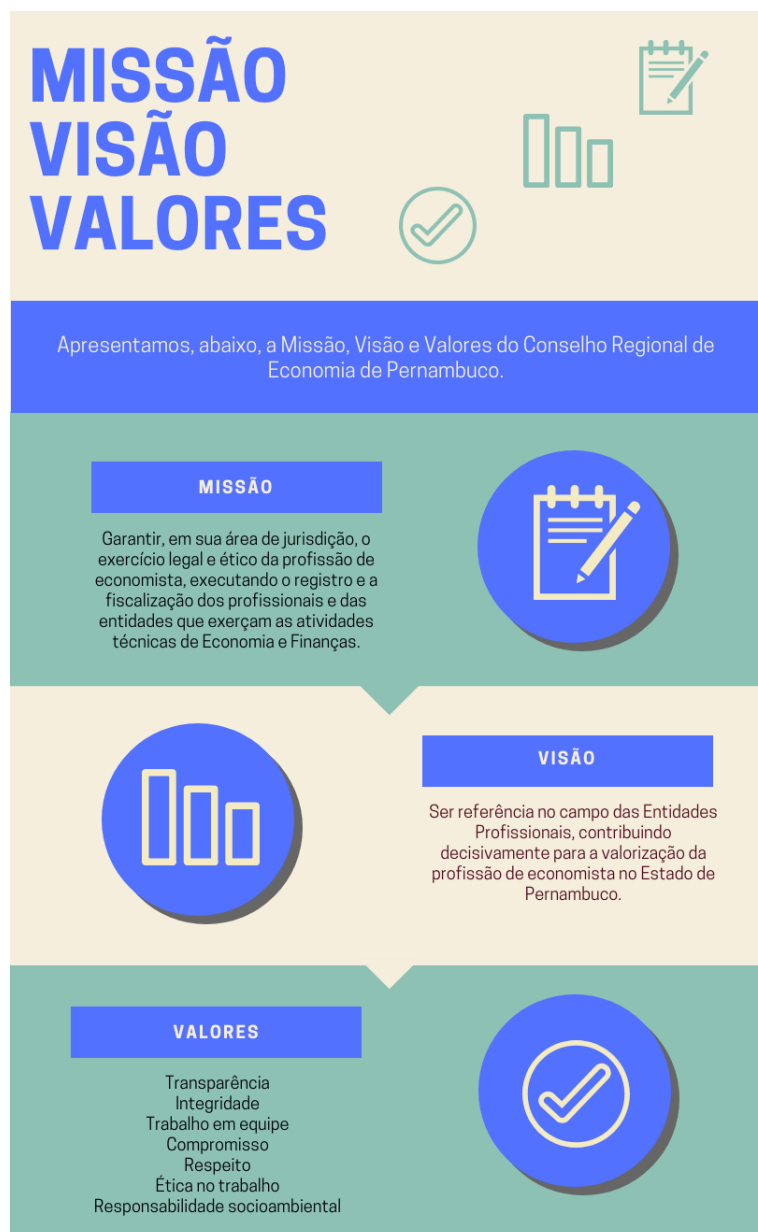 MISSÃO
VISÃO
VALORES
Apresentamos, abaixo, a Missão, Visão e Valores do Conselho Regional de
Economia de Pernambuco.
MISSÃO
Garantir, em sua área de jurisdição, o
exercício legal e ético da profissão de
economista, executando o registro e a
fiscalização dos profissionais e das
entidades que exerçam as atividades
técnicas de Economia e Finanças.
VISÃO
Ser referência no campo das Entidades
Profissionais, contribuindo
decisivamente para a valorização da
profissão de economista no Estado de
Pernambuco.
VALORES
Transparência
Integridade
Trabalho em equipe
Compromisso
Respeito
Ética no trabalho
Responsabilidade socioambiental